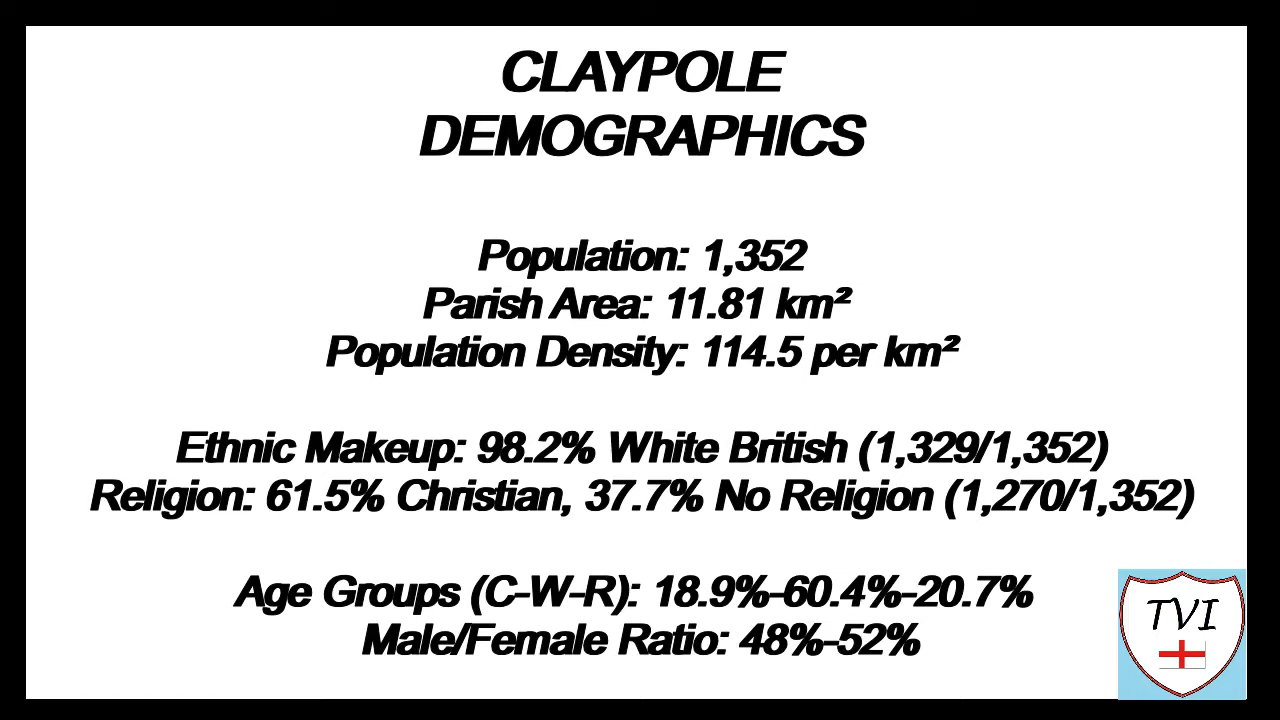 CLAYPOLE
DEMOGRAPHICS
Population: 1,352
Parish Area: 11.81 km²
Population Density: 114.5 per km²
Ethnic Makeup: 98.2% White British (1,329/1,352)
Religion: 61.5% Christian, 37.7% No Religion (1,270/1,352)
Age Groups (C-W-R): 18.9%-60.4%-20.7%
Male/Female Ratio: 48%-52%
TVI